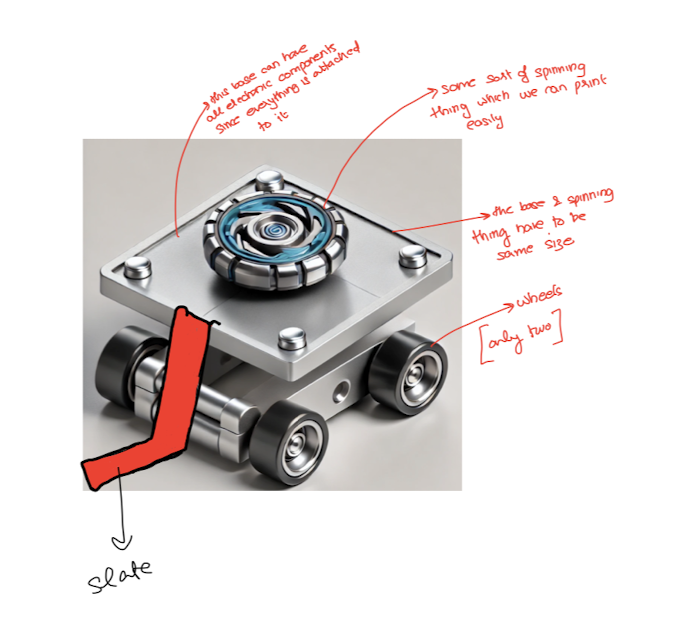 this base can have
all electronic components
since everything is attached
to it
some sort of spinning
thing which we can print
easily
the base & spinning
thing have to be
same size.
wheels
[only two]
slate